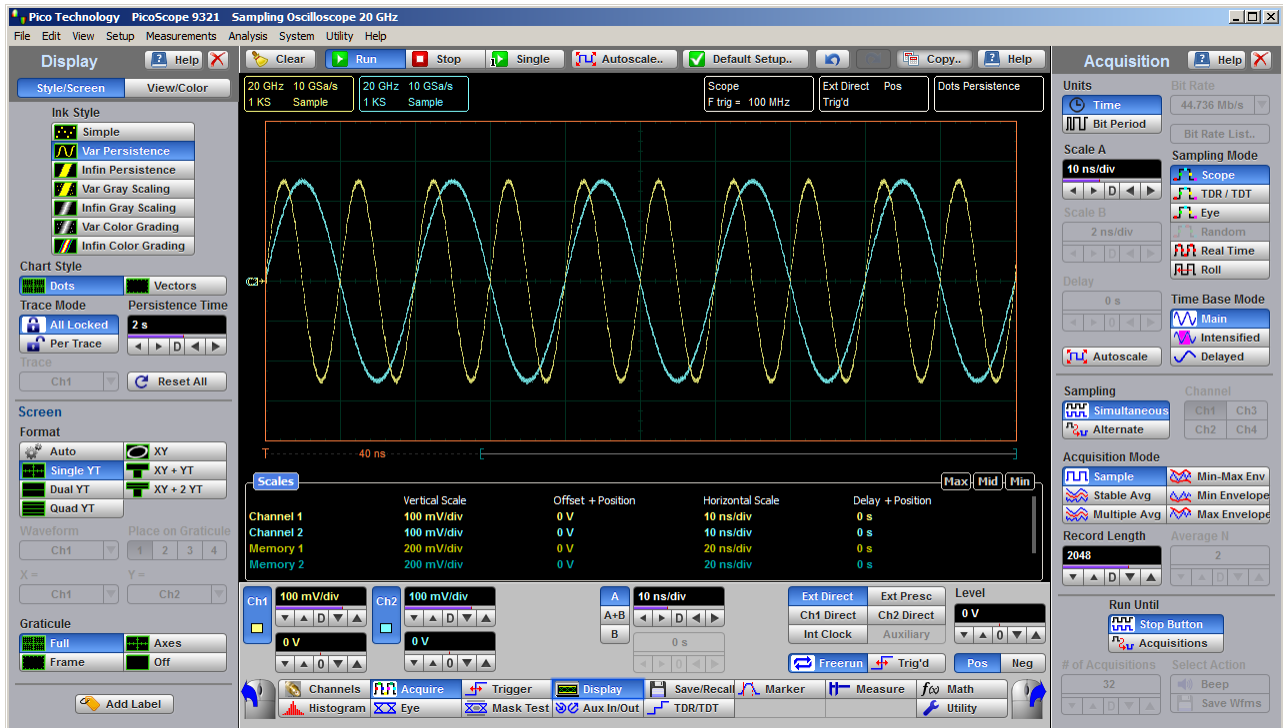 Pico Technology PicoScope 9321 Sampling Oscilloscope 20 GHz
File Edit View Setup Measurements Analysis System Utility Help
Display Help
Style/Screen View/Color
Ink Style
Simple
Var Persistence
Infin Persistence
Var Gray Scaling
Infin Gray Scaling
Var Color Grading
Infin Color Grading
Chart Style
Dots Vectors
Trace Mode Persistence Time
All Locked 2 s
Per Trace D
Trace
Ch1 Reset All
Screen
Format
Auto XY
Single YT XY + YT
Dual YT XY + 2 YT
Quad YT
Waveform Place on Graticule
Ch1 1 2 3 4
X = Y =
Ch1 Ch2
Graticule
Full Axes
Frame Off
Add Label
Clear Run Stop Single Autoscale.. Default Setup.. Copy.. Help
20 GHz 10 GSa/s
1 KS Sample
20 GHz 10 GSa/s
1 KS Sample
Scope
F trig = 100 MHz
Ext Direct Pos
Trig'd
Dots Persistence
T 40 ns
Scales Max Mid Min
Vertical Scale Offset + Position Horizontal Scale Delay + Position
Channel 1 100 mV/div 0 V 10 ns/div 0 s
Channel 2 100 mV/div 0 V 10 ns/div 0 s
Memory 1 200 mV/div 0 V 20 ns/div 0 s
Memory 2 200 mV/div 0 V 20 ns/div 0 s
Ch1 100 mV/div
D
0 V
0
Ch2 100 mV/div
D
0 V
0
A 10 ns/div
A+B D
B 0 s
0
Ext Direct Ext Presc
Ch1 Direct Ch2 Direct
Int Clock Auxiliary
Freerun Trig'd
Level
0 V
0
Pos Neg
Channels Acquire Trigger Display Save/Recall Marker Measure f(x) Math
Histogram Eye Mask Test Aux In/Out TDR/TDT Utility
Acquisition Help
Units Bit Rate
Time 44.736 Mb/s
Bit Period Bit Rate List..
Scale A Sampling Mode
10 ns/div Scope
D TDR / TDT
Scale B Eye
2 ns/div Random
D Real Time
Roll
Delay Time Base Mode
0 s Main
0 Intensified
Autoscale Delayed
Sampling Channel
Simultaneous Ch1 Ch3
Alternate Ch2 Ch4
Acquisition Mode
Sample Min-Max Env
Stable Avg Min Envelope
Multiple Avg Max Envelope
Record Length Average N
2048 2
D D
Run Until
Stop Button
Acquisitions
# of Acquisitions Select Action
32 Beep
D Save Wfms